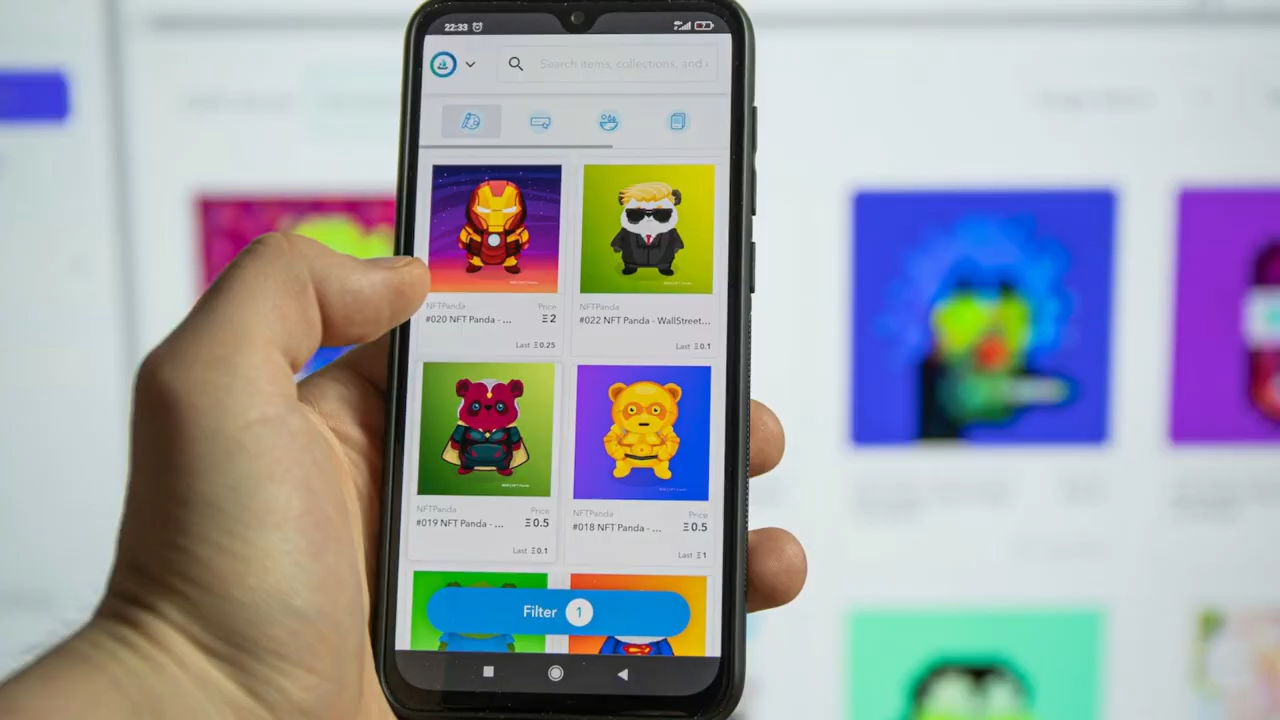 22:33
7
Search items, collections, and a
NFTPanda Price
#020 NFT Panda - ... Ξ2
Last Ξ0.25
NFTPanda
#022 NFT Panda - WallStreet...
Last Ξ0.1
NFTPanda Price
#019 NFT Panda - ... Ξ0.5
Last Ξ0.1
NFTPanda Price
#018 NFT Panda - ... Ξ0.5
Last Ξ1
Filter 1